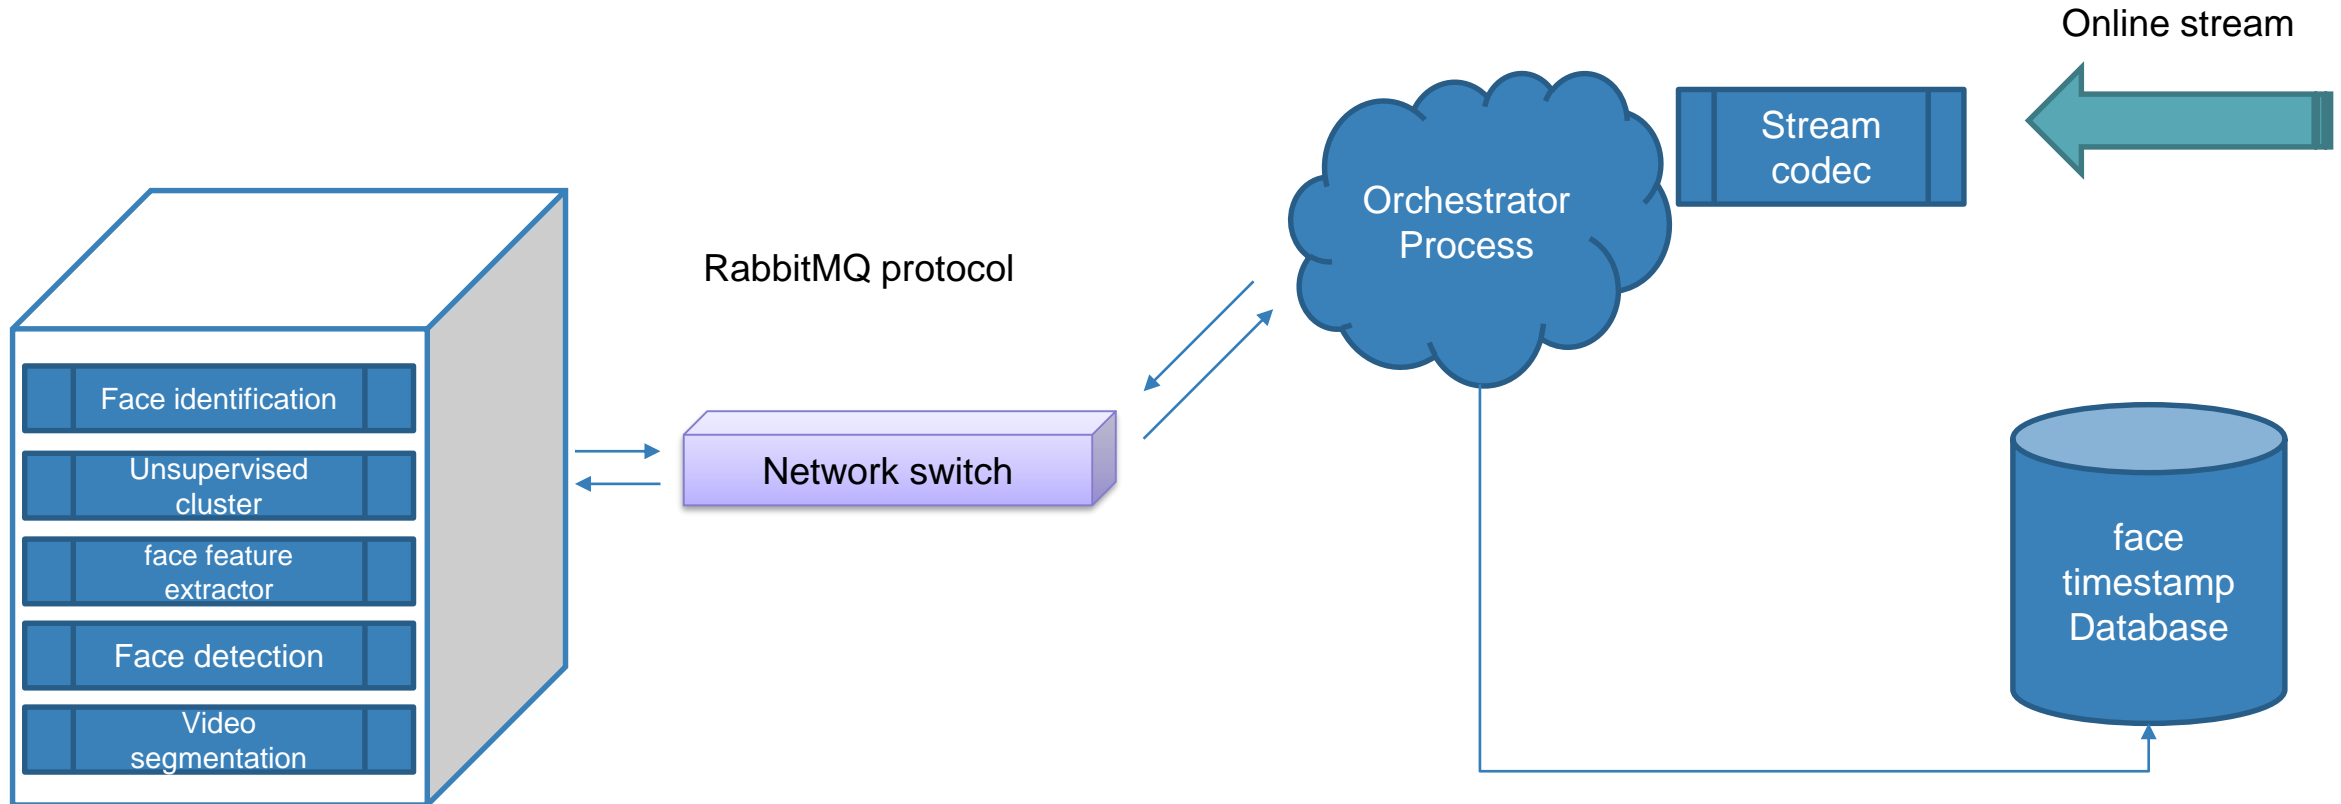 Online stream
Stream
codec
Orchestrator
Process
RabbitMQ protocol
Face identification
Unsupervised
cluster
face feature
extractor
Face detection
Video
segmentation
Network switch
face
timestamp
Database